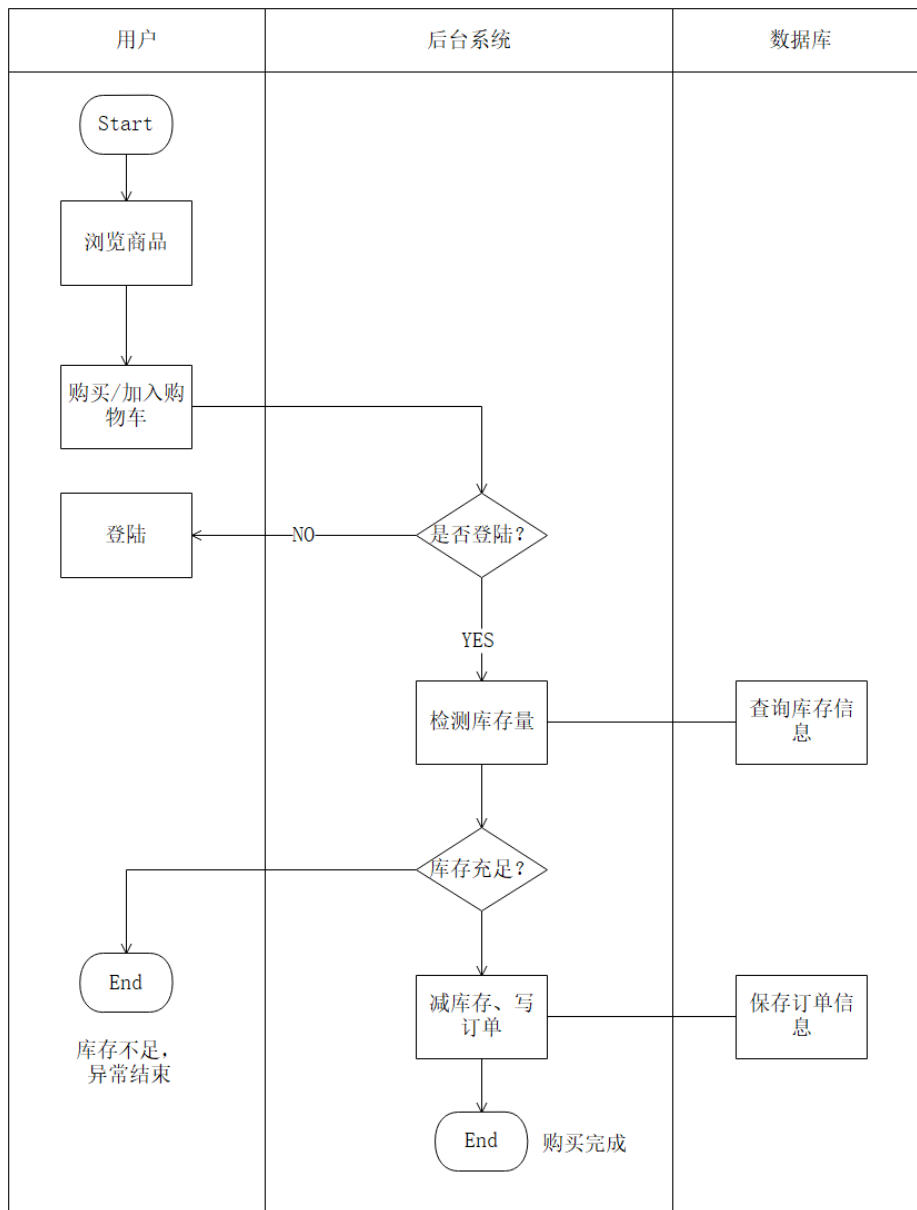 用户
后台系统
数据库
Start
浏览商品
购买/加入购
物车
登陆
NO
是否登陆？
YES
检测库存量
查询库存信
息
库存充足？
End
库存不足，
异常结束
减库存、写
订单
保存订单信
息
End
购买完成